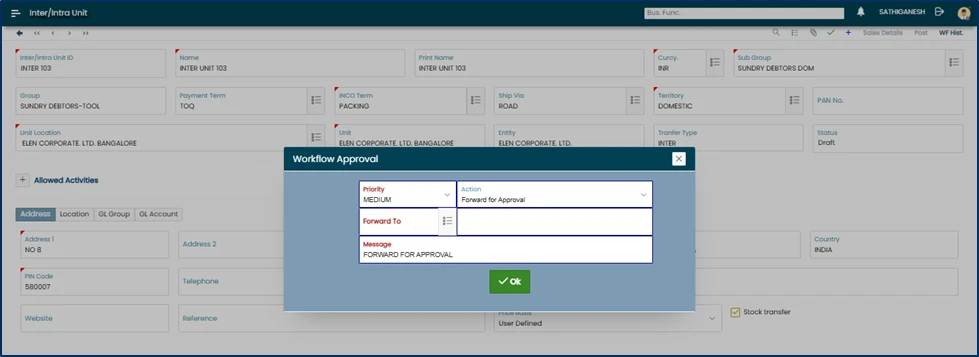 Inter/Intra Unit
Bus. Func.
SATHIGANESH
Sales Details Post WF Hist.
Inter/Intra Unit ID Name Print Name Curcy. Sub Group
INTER 103 INTER UNIT 103 INTER UNIT 103 INR SUNDRY DEBTORS DOM
Group Payment Term INCO Term Ship Via Territory PAN No.
SUNDRY DEBTORS-TOOL TOQ PACKING ROAD DOMESTIC
Unit Location Unit Entity Tranfer Type Status
ELEN CORPORATE. LTD. BANGALORE ELEN CORPORATE. LTD. BANGALORE ELEN CORPORATE. LTD. INTER Draft
Workflow Approval
Allowed Activities
Priority Action
MEDIUM Forward for Approval
Address Location GL Group GL Account
Forward To
Address 1 Address 2 Country
NO 8 INDIA
Message
FORWARD FOR APPROVAL
PIN Code Telephone
580007
Ok
Website Reference
User Defined
Stock transfer